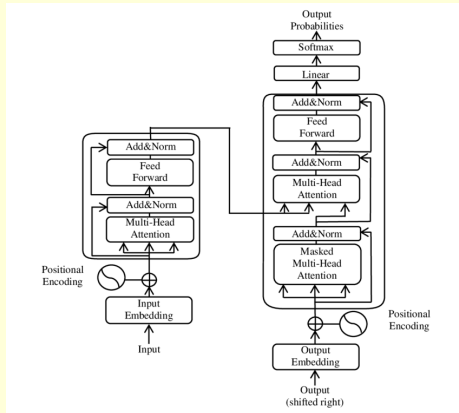 Output
Probabilities
Softmax
Linear
Add&Norm
Feed
Forward
Add&Norm
Multi-Head
Attention
Add&Norm
Masked
Multi-Head
Attention
Positional
Encoding
Output
Embedding
Output
(shifted right)
Add&Norm
Feed
Forward
Add&Norm
Multi-Head
Attention
Positional
Encoding
Input
Embedding
Input